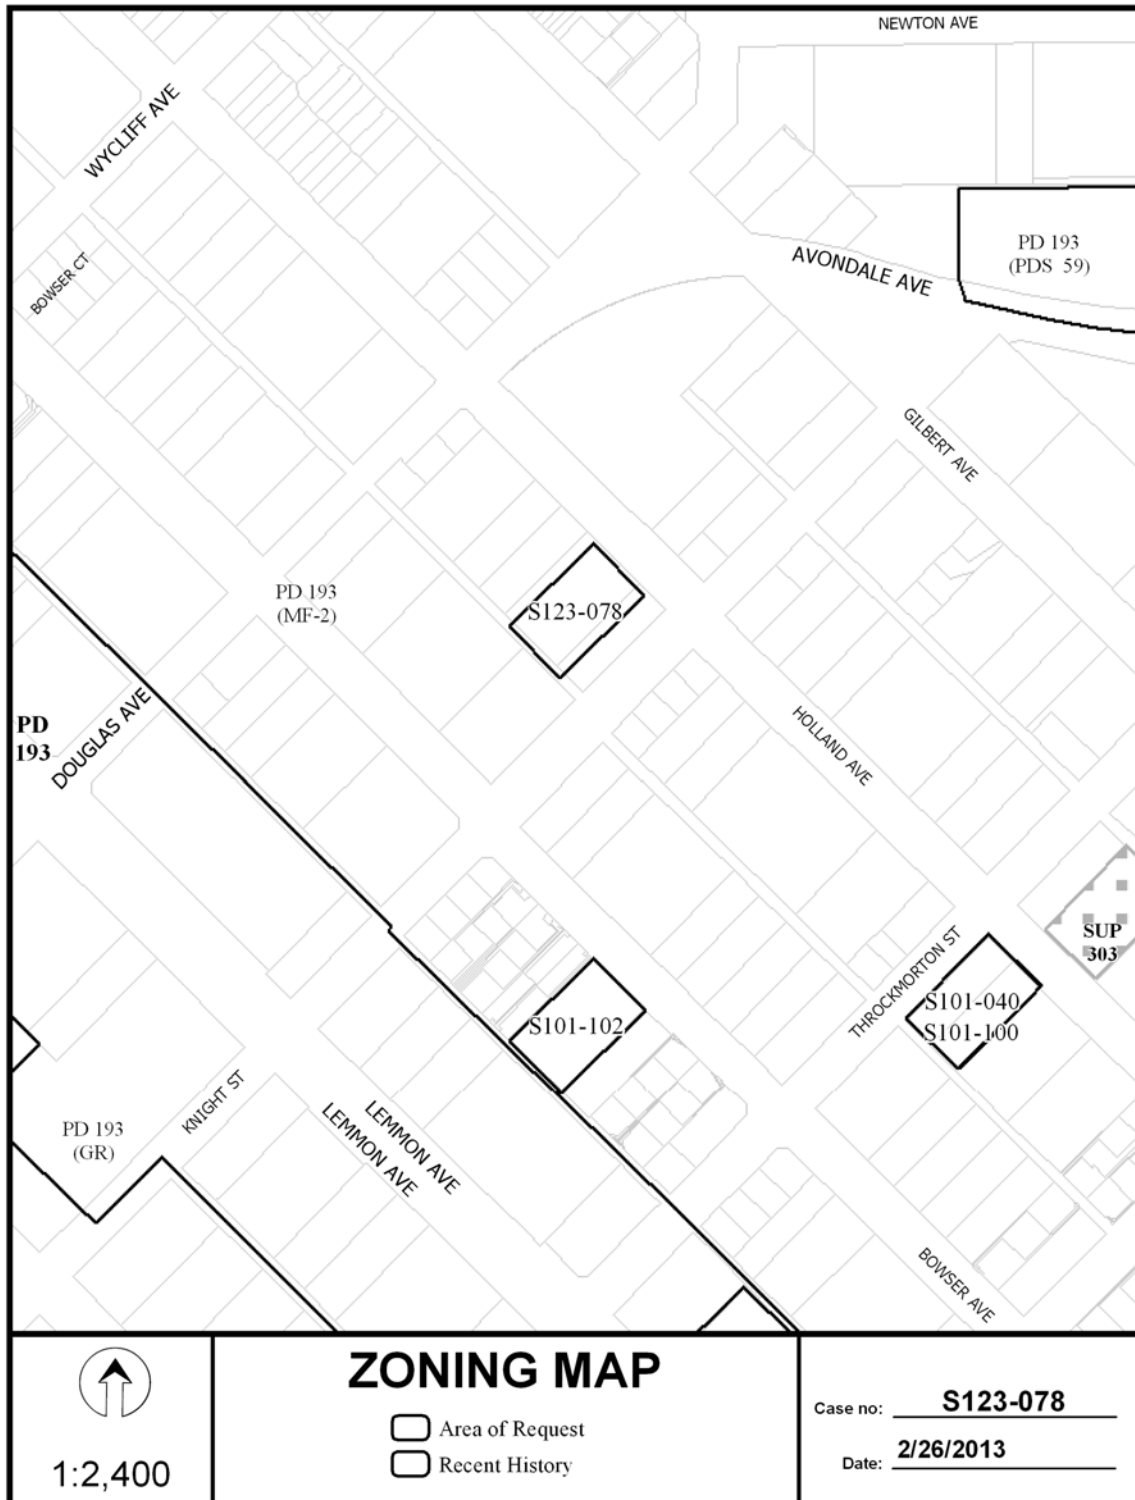 NEWTON AVE
WYCLIFF AVE
PD 193
(PDS 59)
AVONDALE AVE
BOWSER CT
GILBERT AVE
PD 193
(MF-2)
S123-078
PD
193
DOUGLAS AVE
HOLLAND AVE
SUP
303
THROCKMORTON ST
S101-040
S101-100
S101-102
KNIGHT ST
LEMMON AVE
LEMMON AVE
PD 193
(GR)
BOWSER AVE
1:2,400
ZONING MAP
Area of Request
Recent History
Case no: S123-078
Date: 2/26/2013